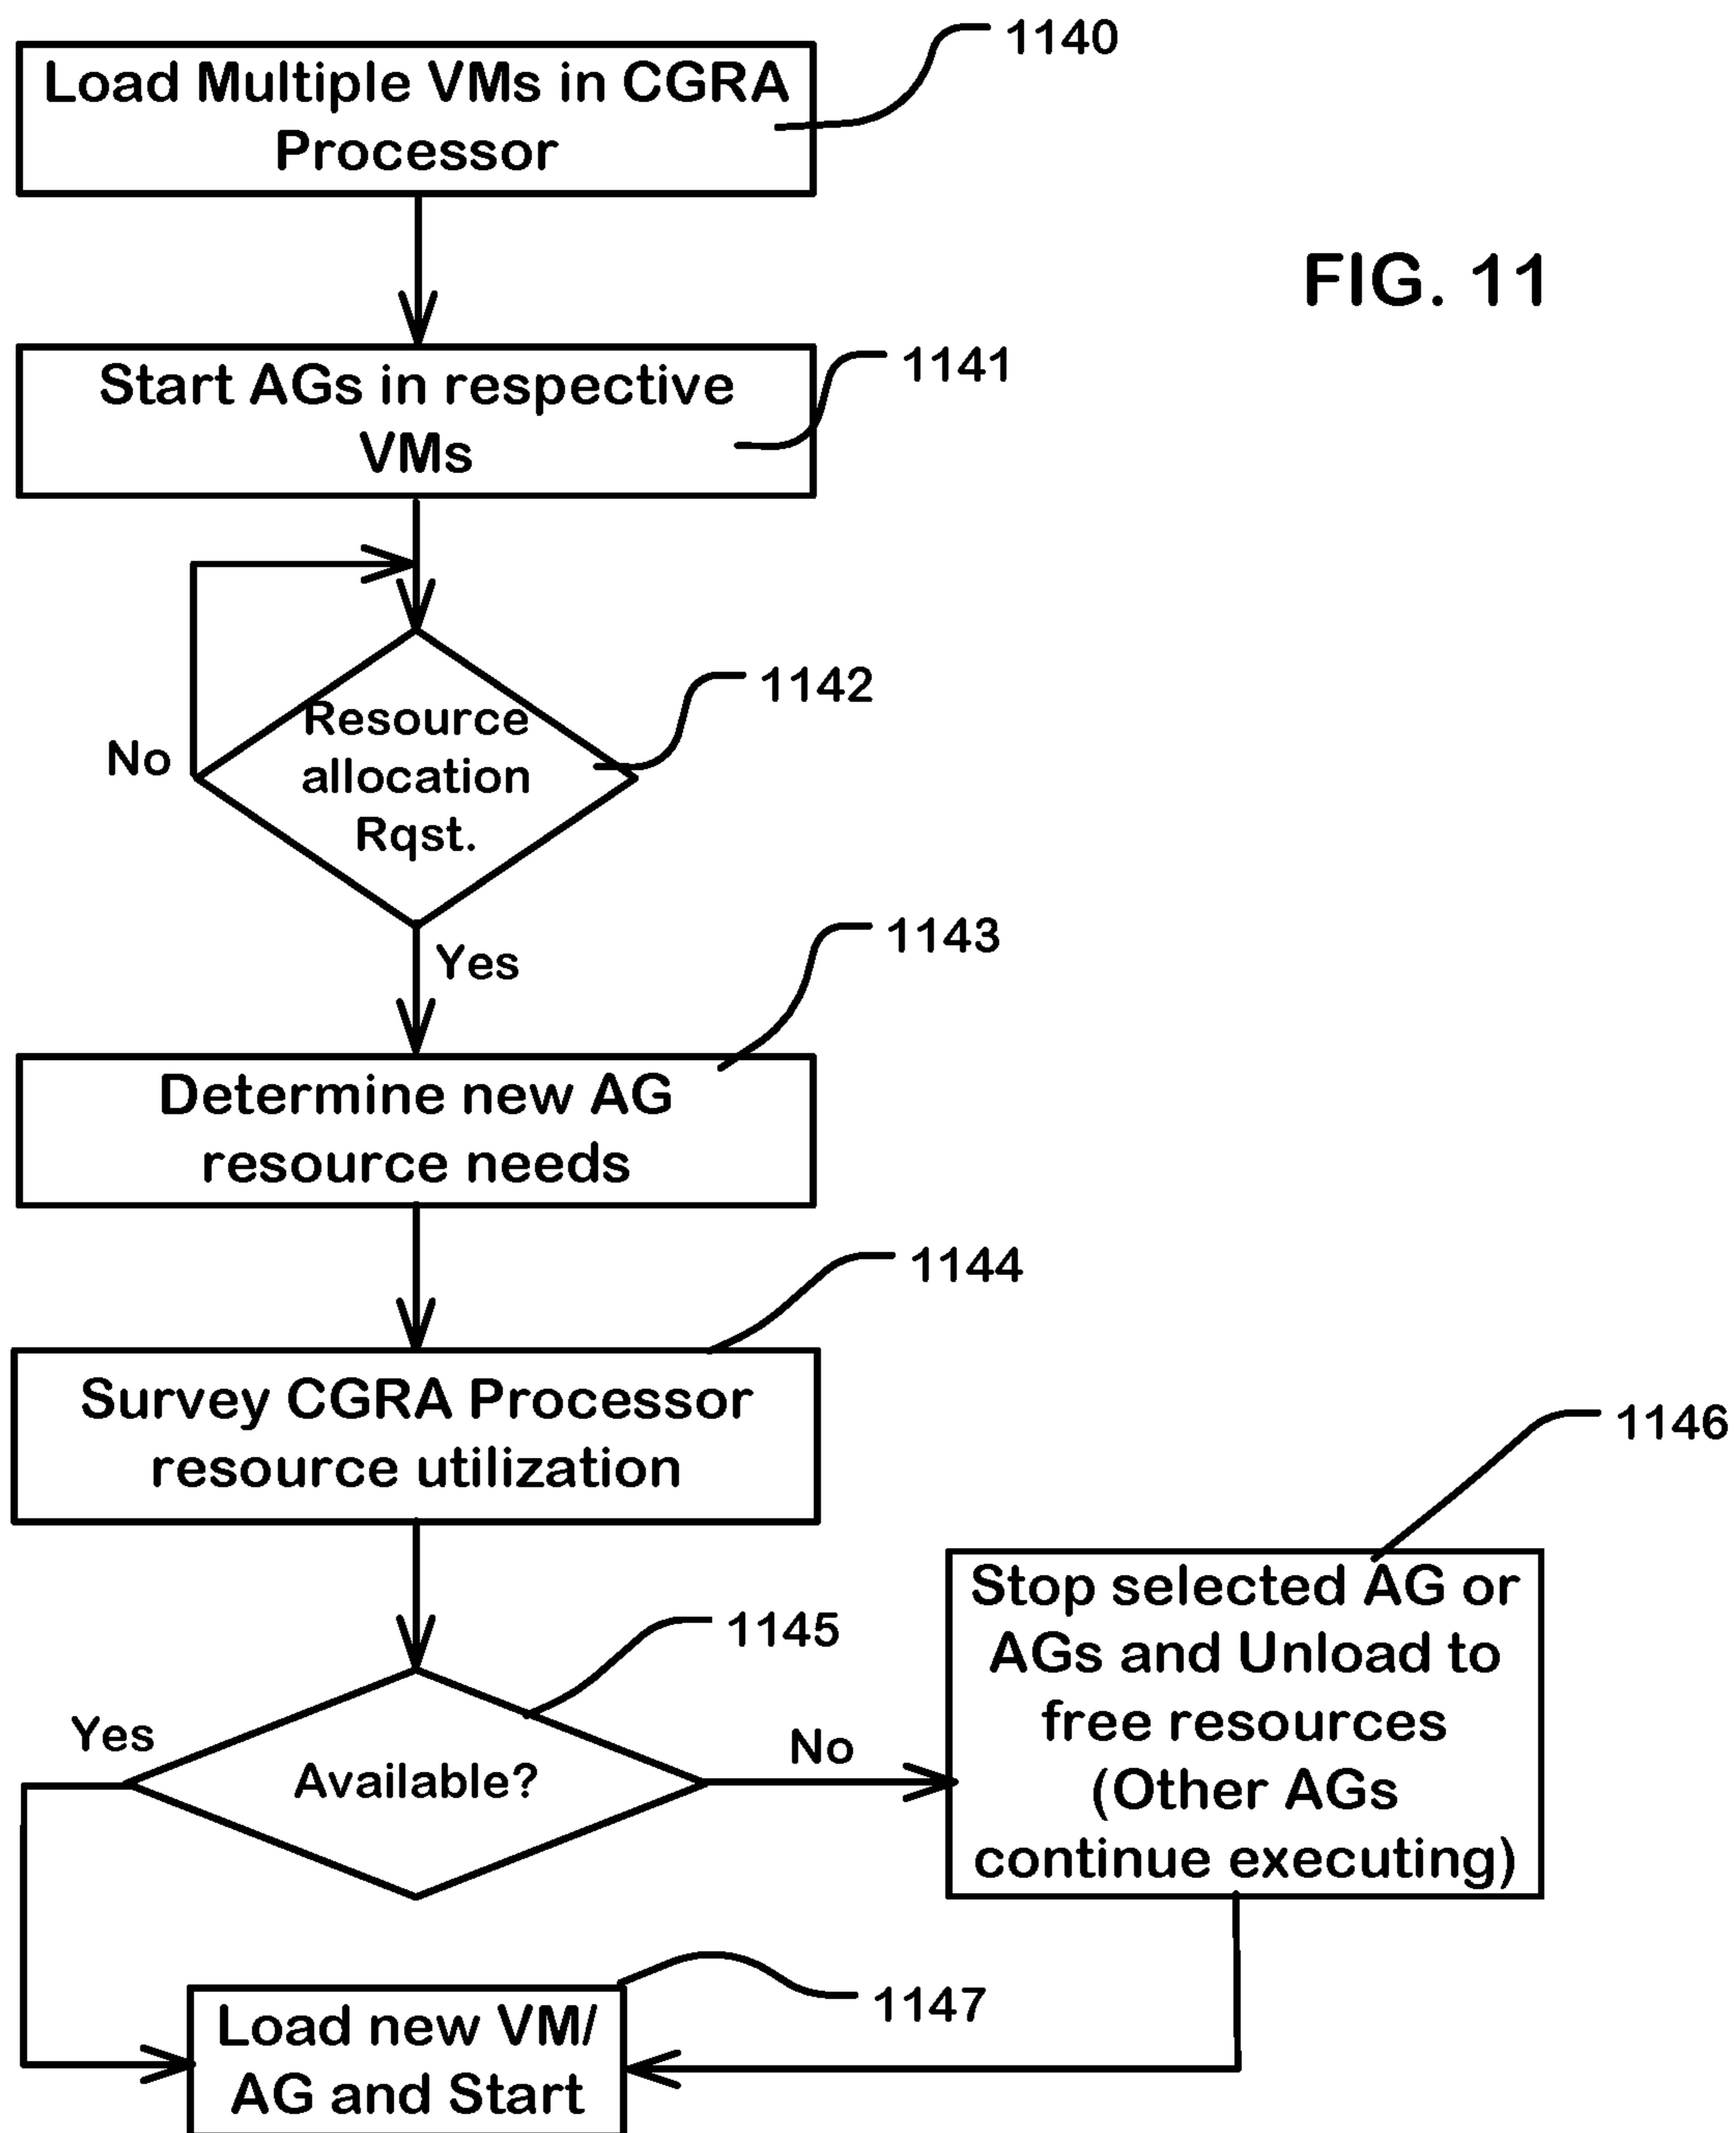 1140
Load Multiple VMs in CGRA
Processor
FIG. 11
1141
Start AGs in respective
VMs
1142
Resource
allocation
Rqst.
No
1143
Yes
Determine new AG
resource needs
1144
Survey CGRA Processor
resource utilization
1146
Stop selected AG or
AGs and Unload to
free resources
(Other AGs
continue executing)
1145
Yes
No
Available?
1147
Load new VM/
AG and Start